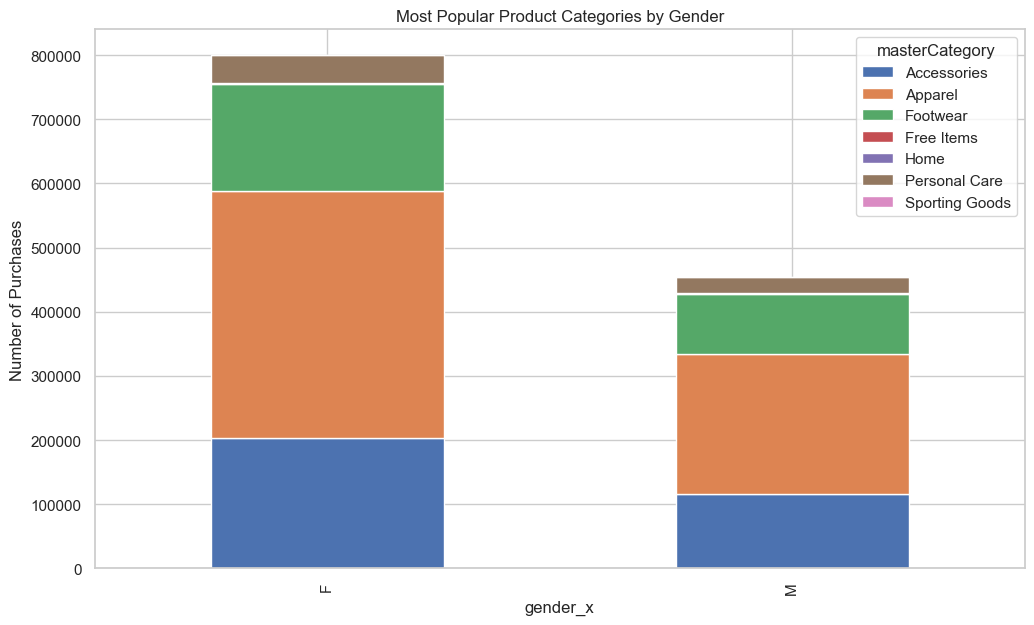 Most Popular Product Categories by Gender
masterCategory
Accessories
Apparel
Footwear
Free Items
Home
Personal Care
Sporting Goods
Number of Purchases
800000
700000
600000
500000
400000
300000
200000
100000
0
F
M
gender_x